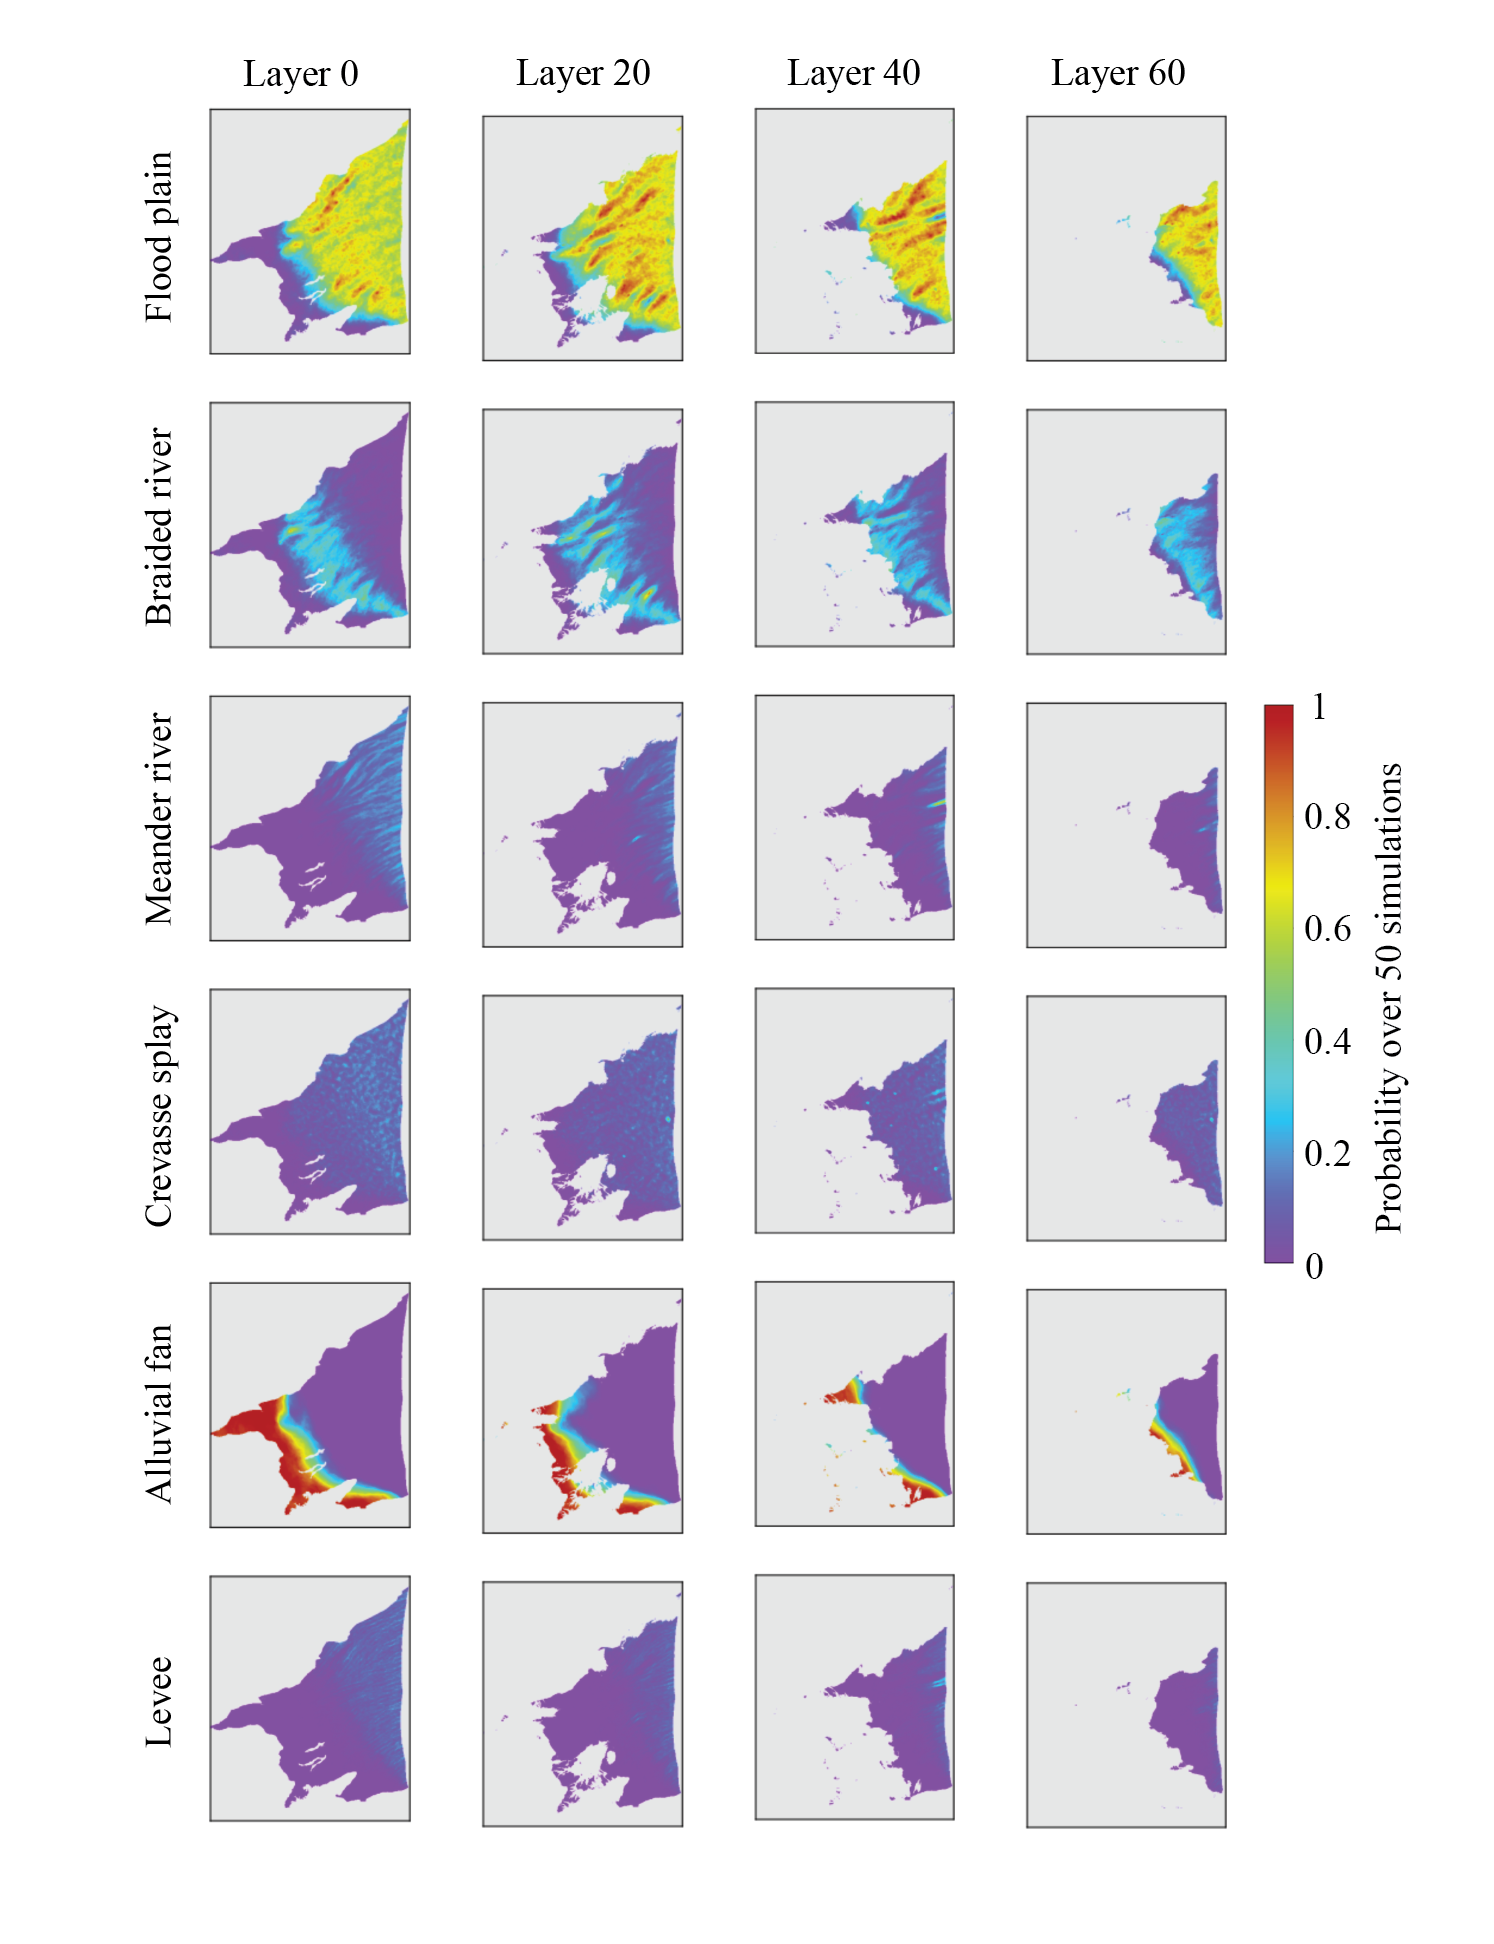 Layer 0
Layer 20
Layer 40
Layer 60
Flood plain
Braided river
Meander river
Crevasse splay
Alluvial fan
Levee
1
0.8
0.6
0.4
0.2
0
Probability over 50 simulations